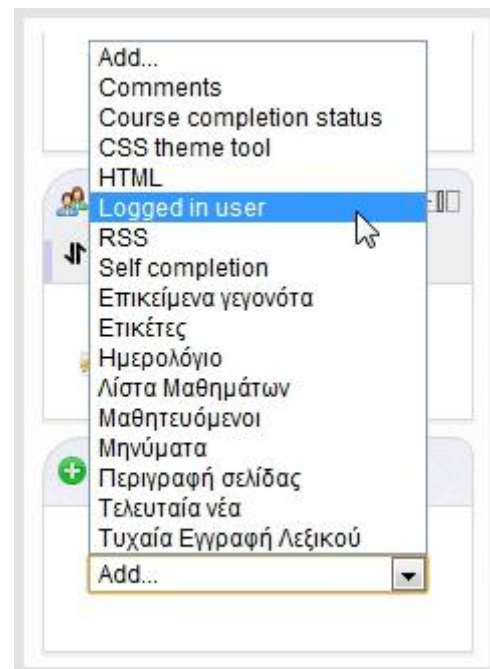 Add...
Comments
Course completion status
CSS theme tool
HTML
Logged in user
RSS
Self completion
Επικείμενα γεγονότα
Ετικέτες
Ημερολόγιο
Λίστα Μαθημάτων
Μαθητευόμενοι
Μηνύματα
Περιγραφή σελίδας
Τελευταία νέα
Τυχαία Εγγραφή Λεξικού
Add...